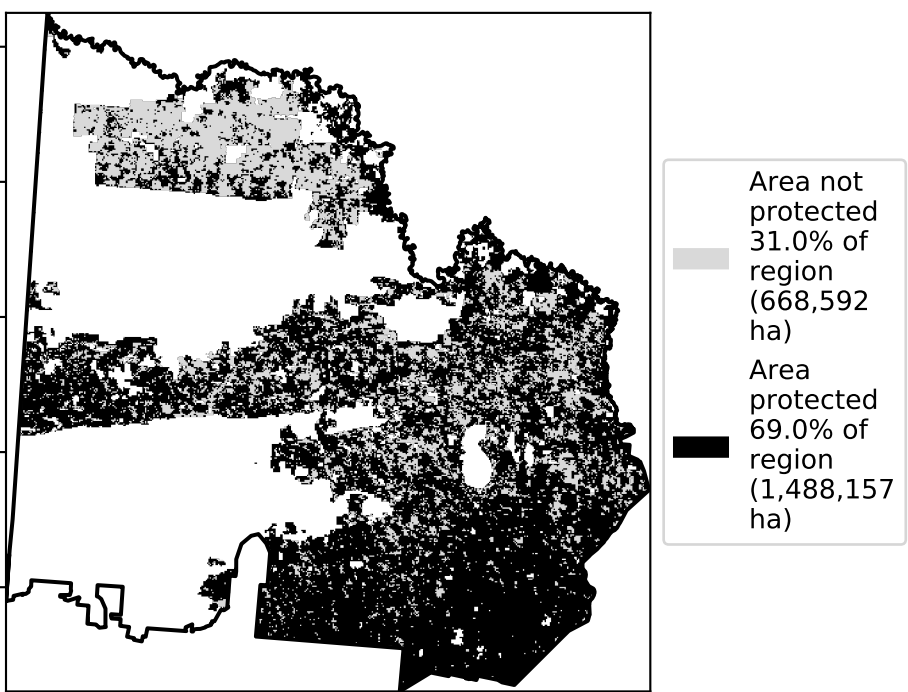 Area not
protected
31.0% of
region
(668,592
ha)
Area
protected
69.0% of
region
(1,488,157
ha)